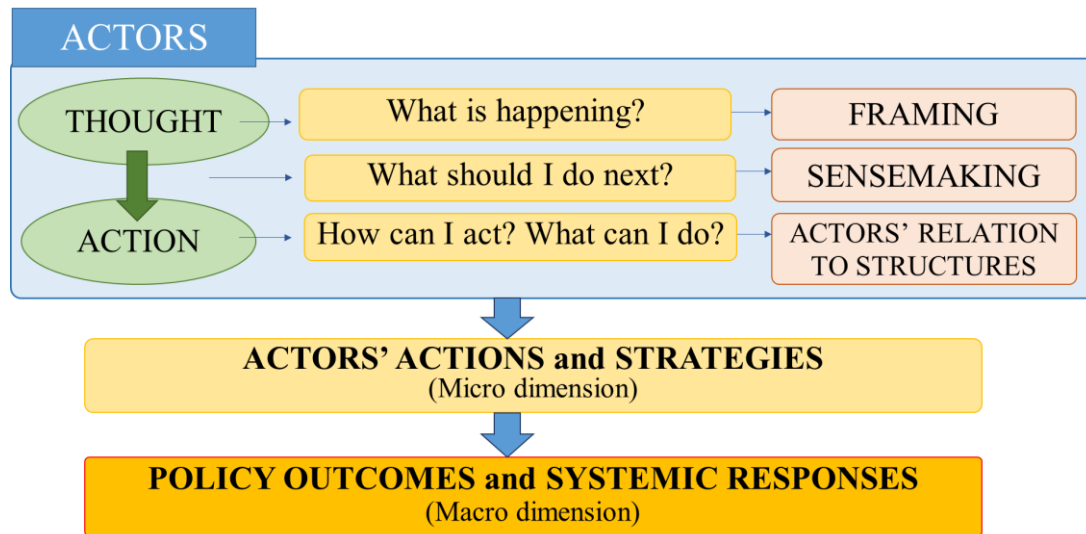 ACTORS
THOUGHT
What is happening?
FRAMING
What should I do next?
SENSEMAKING
ACTION
How can I act? What can I do?
ACTORS’ RELATION
TO STRUCTURES
ACTORS’ ACTIONS and STRATEGIES
(Micro dimension)
POLICY OUTCOMES and SYSTEMIC RESPONSES
(Macro dimension)